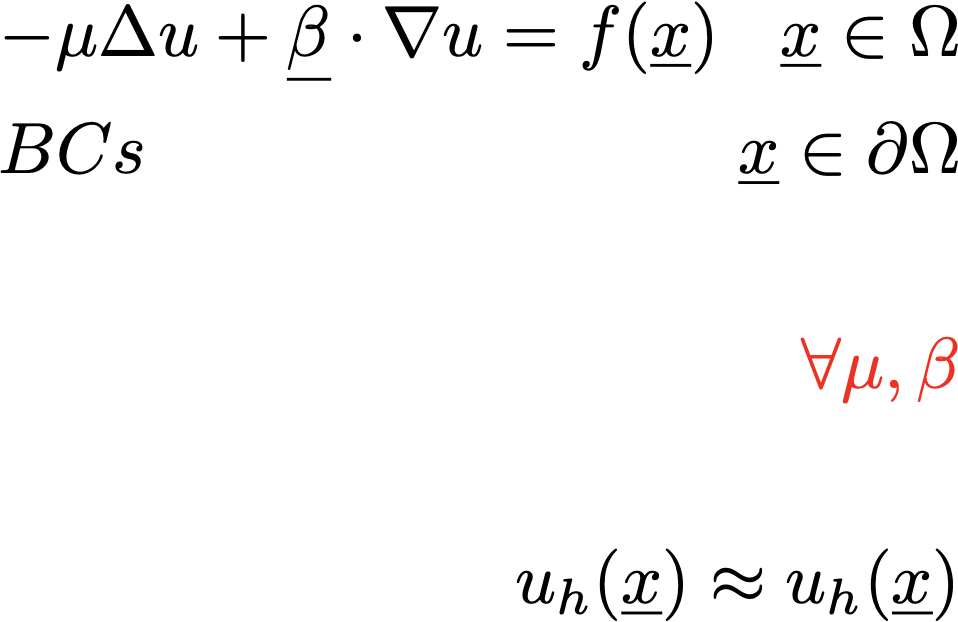 −μΔu + β̲ · ∇u = f(x̲) x̲ ∈ Ω
BCs x̲ ∈ ∂Ω
∀μ, β
u_h(x̲) ≈ u_h(x̲)